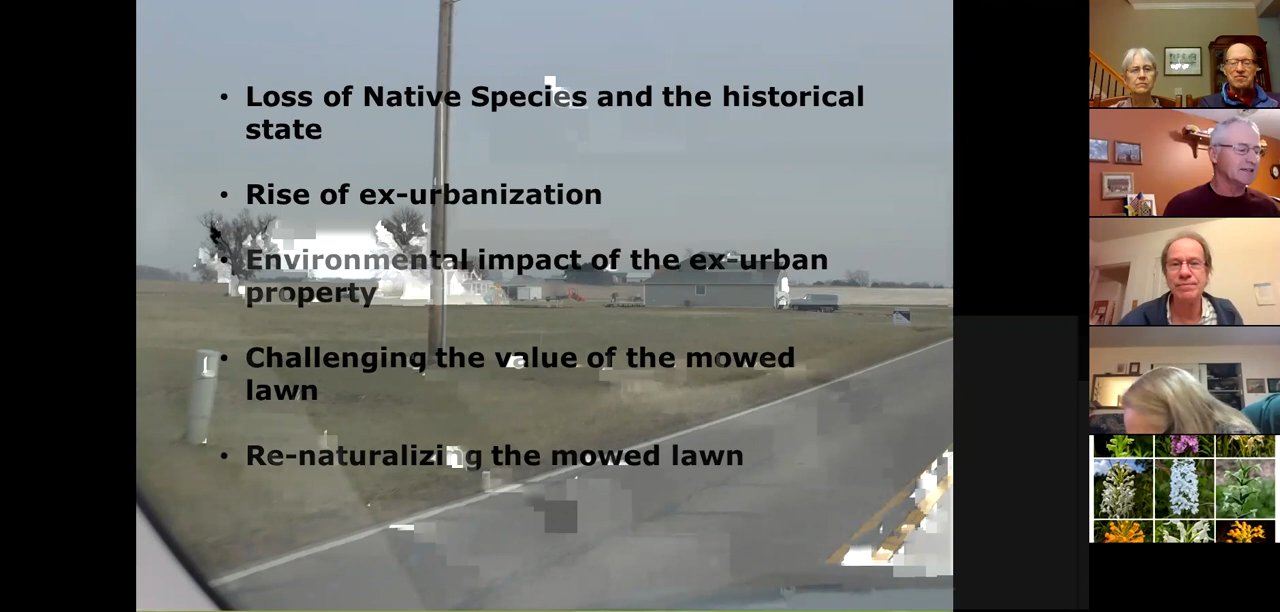 • Loss of Native Species and the historical
state
• Rise of ex-urbanization
• Environmental impact of the ex-urban
property
• Challenging the value of the mowed
lawn
• Re-naturalizing the mowed lawn